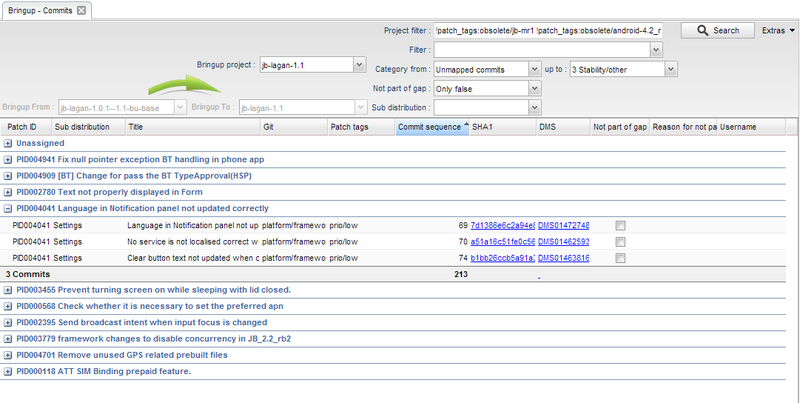 Bringup - Commits
Project filter : !patch_tags:obsolete/jb-mr1 !patch_tags:obsolete/android-4.2_r Search Extras
Filter :
Bringup project : jb-lagan-1.1 Category from : Unmapped commits up to : 3 Stability/other
Not part of gap : Only false
Bringup From : jb-lagan-1.0.1--1.1-bu-base Bringup To : jb-lagan-1.1 Sub distribution :
Patch ID Sub distribution Title Git Patch tags Commit sequence SHA1 DMS Not part of gap Reason for not pa Username
Unassigned
PID004941 Fix null pointer exception BT handling in phone app
PID004909 [BT] Change for pass the BT TypeApproval(HSP)
PID002780 Text not properly displayed in Form
PID004041 Language in Notification panel not updated correctly
PID004041 Settings Language in Notification panel not up platform/framewo prio/low 69 7d1386e6c2a94e DMS01472748
PID004041 Settings No service is not localised correct w platform/framewo prio/low 70 a51a16c51fe0c56 DMS01462593
PID004041 Settings Clear button text not updated when c platform/framewo prio/low 74 b1bb26ccb5a91a DMS01463816
3 Commits 213
PID003455 Prevent turning screen on while sleeping with lid closed.
PID000568 Check whether it is necessary to set the preferred apn
PID002395 Send broadcast intent when input focus is changed
PID003779 framework changes to disable concurrency in JB_2.2_rb2
PID004701 Remove unused GPS related prebuilt files
PID000118 ATT SIM Binding prepaid feature.